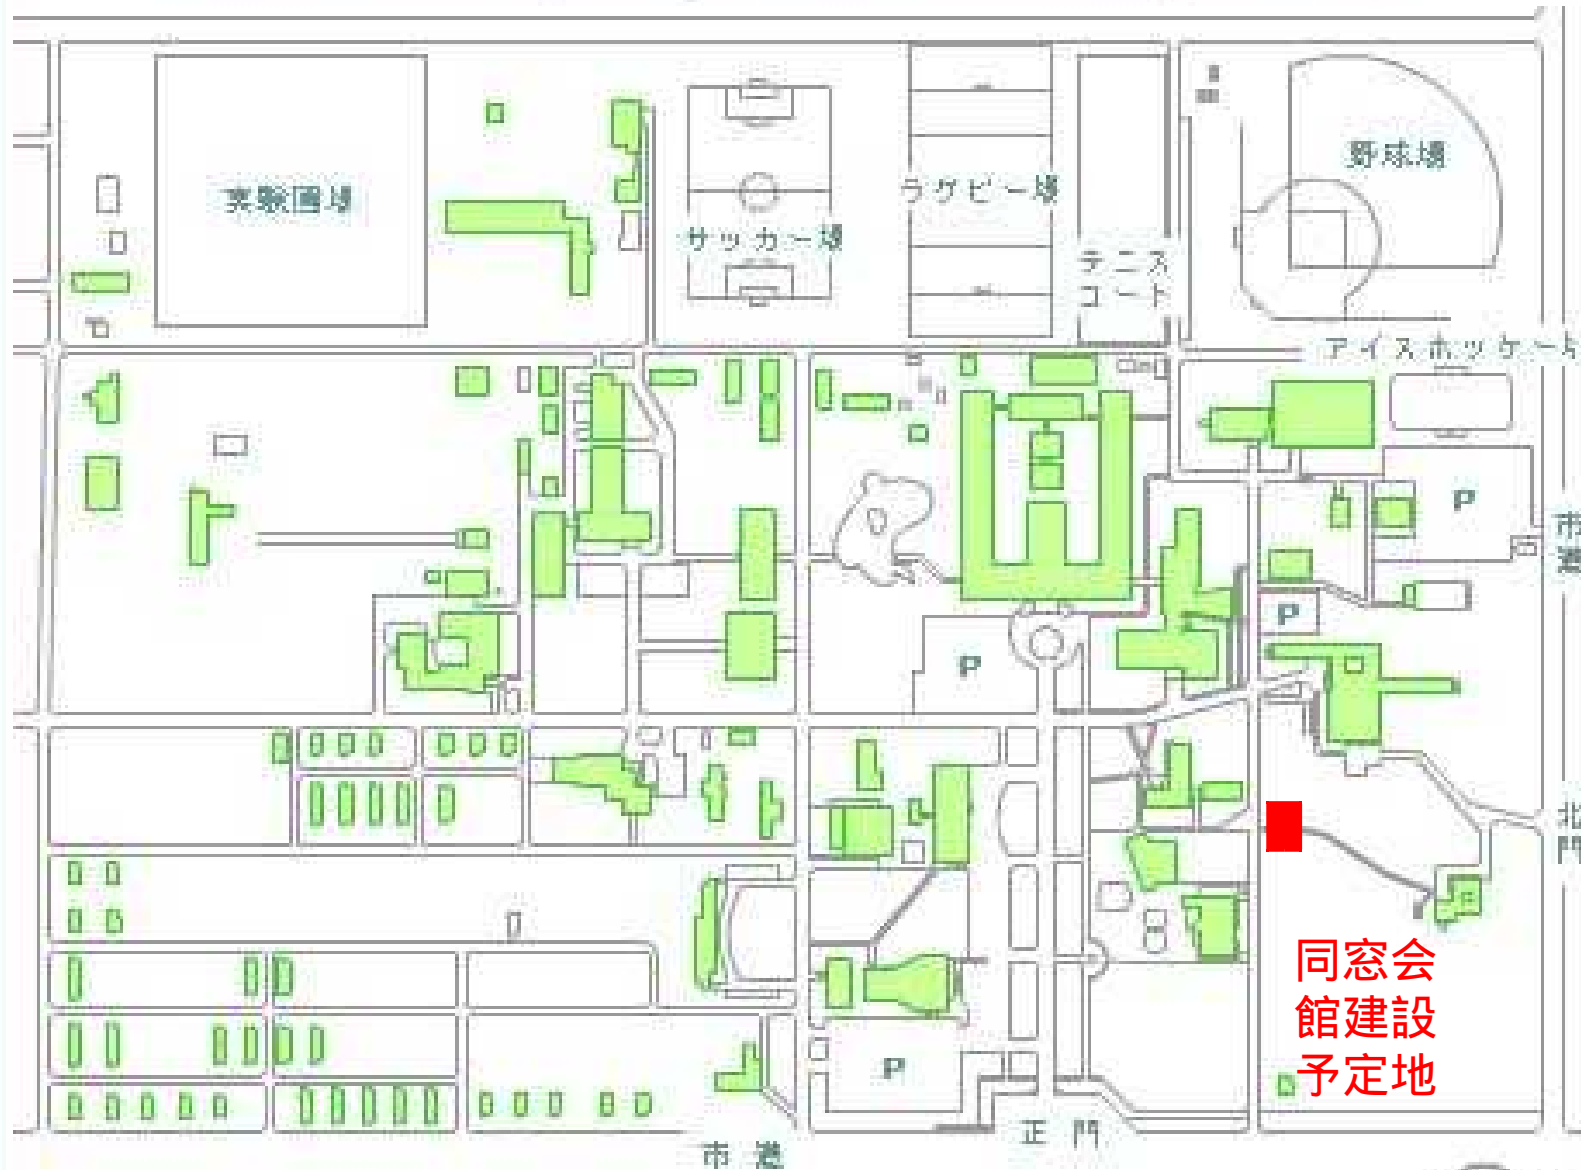 野球場
実験圃場
ラグビー場
サッカー場
テニス
コート
アイスホッケー場
P
市道
P
P
北門
同窓会
館建設
予定地
P
正門
市道